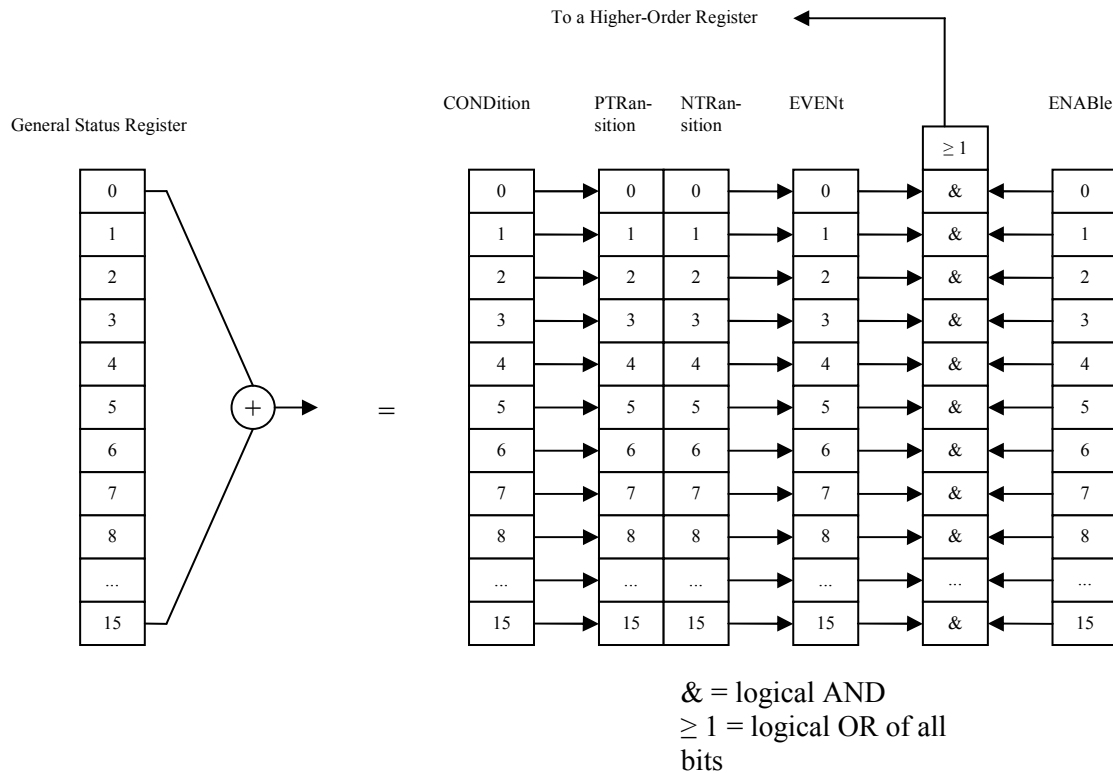 To a Higher-Order Register
CONDition PTRan- NTRan- EVENt ENABle
sition sition
General Status Register
≥ 1
0 0 0 0 0 & 0
1 1 1 1 1 & 1
2 2 2 2 2 & 2
3 3 3 3 3 & 3
4 4 4 4 4 & 4
5 + = 5 5 5 5 & 5
6 6 6 6 6 & 6
7 7 7 7 7 & 7
8 8 8 8 8 & 8
... ... ... ... ... ... ...
15 15 15 15 15 & 15
& = logical AND
≥ 1 = logical OR of all
bits